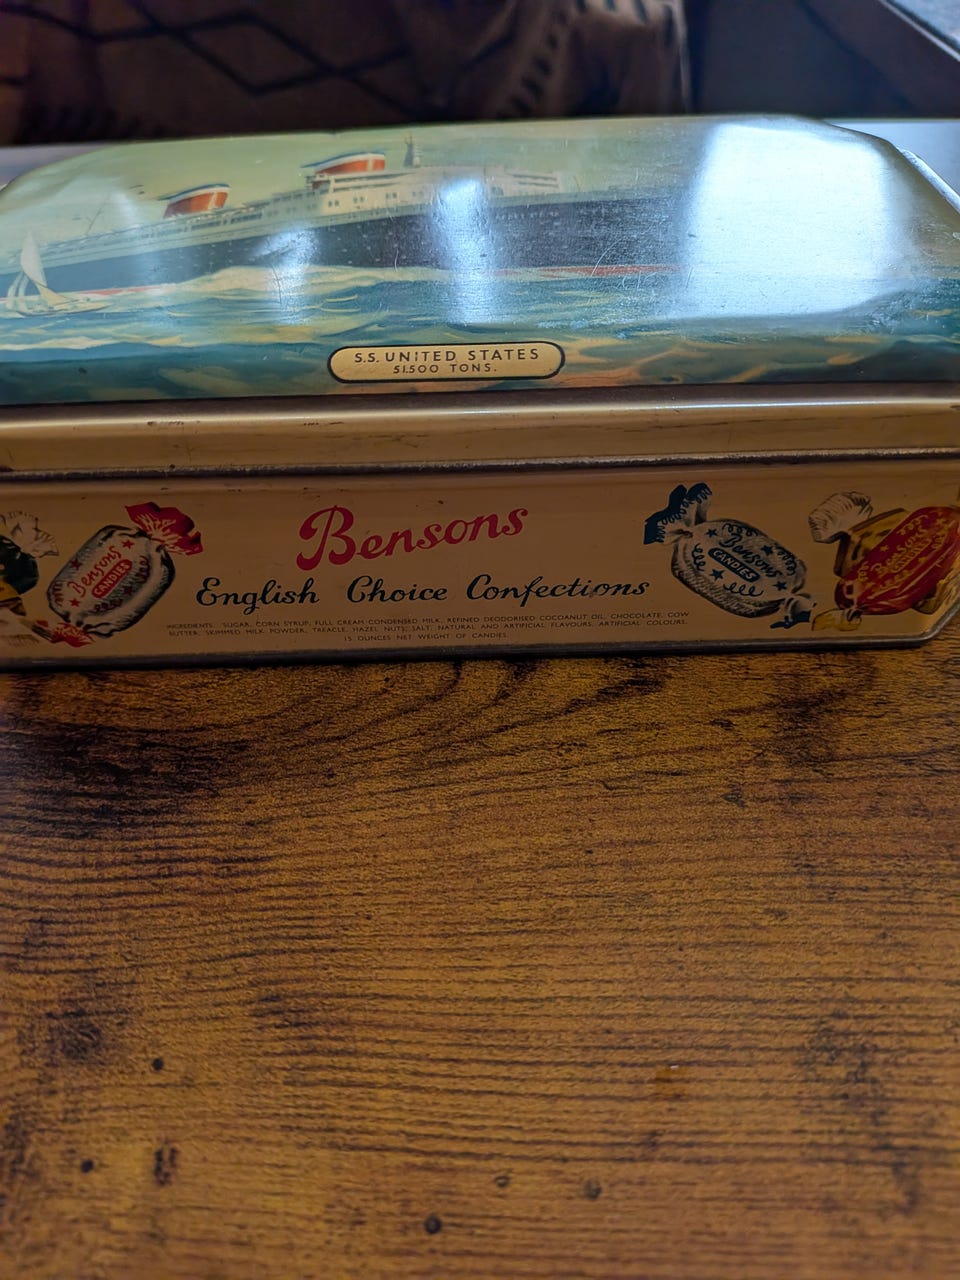 S.S. UNITED STATES
51,500 TONS.
Bensons
English Choice Confections
INGREDIENTS: SUGAR, CORN SYRUP, FULL CREAM CONDENSED MILK, REFINED DEODORISED COCOANUT OIL, CHOCOLATE, COW
BUTTER, SKIMMED MILK POWDER, TREACLE, HAZEL NUTS, SALT, NATURAL AND ARTIFICIAL FLAVOURS, ARTIFICIAL COLOURS.
15 OUNCES NET WEIGHT OF CANDIES.
Bensons
CANDIES
Bensons
CANDIES
Bensons